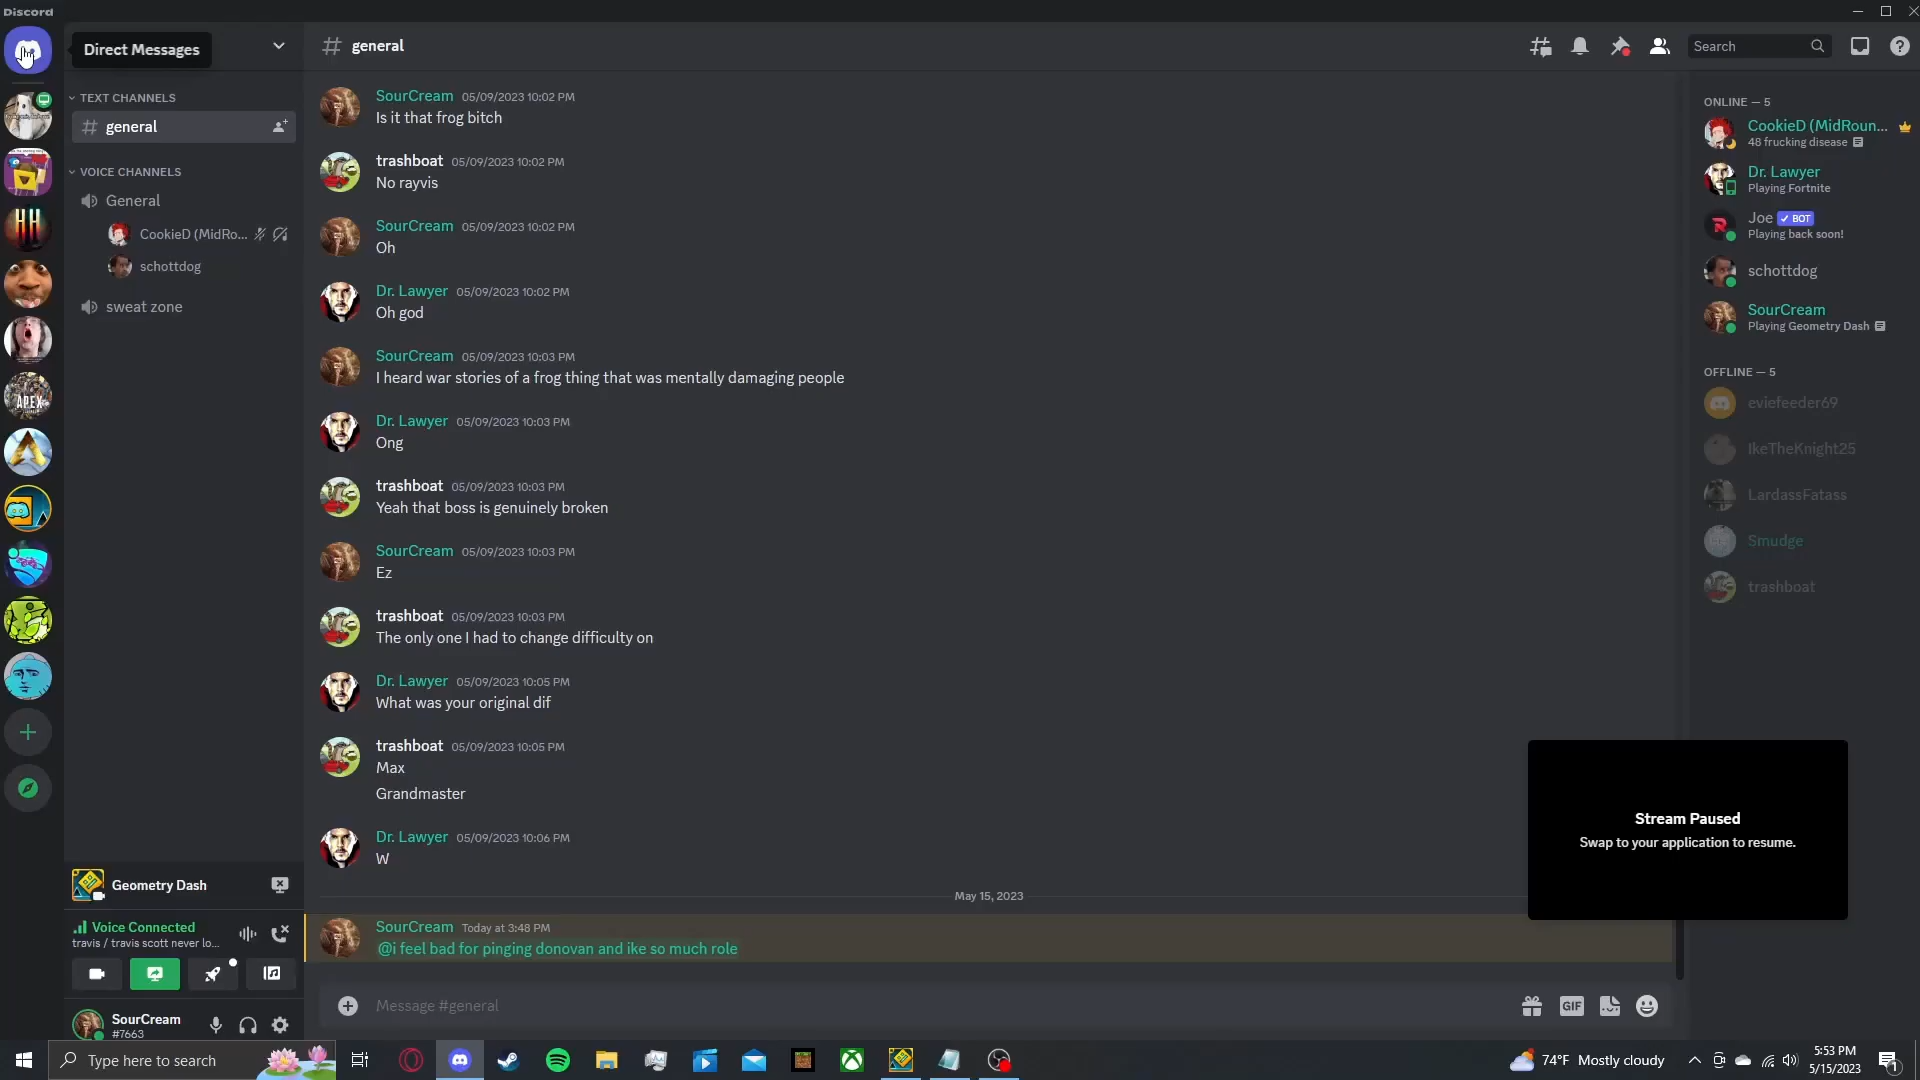 Discord
Direct Messages
general
Search
TEXT CHANNELS
general
VOICE CHANNELS
General
CookieD (MidRo...
schottdog
sweat zone
SourCream 05/09/2023 10:02 PM
Is it that frog bitch
trashboat 05/09/2023 10:02 PM
No rayvis
SourCream 05/09/2023 10:02 PM
Oh
Dr. Lawyer 05/09/2023 10:02 PM
Oh god
SourCream 05/09/2023 10:03 PM
I heard war stories of a frog thing that was mentally damaging people
Dr. Lawyer 05/09/2023 10:03 PM
Ong
trashboat 05/09/2023 10:03 PM
Yeah that boss is genuinely broken
SourCream 05/09/2023 10:03 PM
Ez
trashboat 05/09/2023 10:03 PM
The only one I had to change difficulty on
Dr. Lawyer 05/09/2023 10:05 PM
What was your original dif
trashboat 05/09/2023 10:05 PM
Max
Grandmaster
Dr. Lawyer 05/09/2023 10:06 PM
W
May 15, 2023
SourCream Today at 3:48 PM
@i feel bad for pinging donovan and ike so much role
Message #general
GIF
ONLINE — 5
CookieD (MidRoun...
48 frucking disease
Dr. Lawyer
Playing Fortnite
Joe BOT
Playing back soon!
schottdog
SourCream
Playing Geometry Dash
OFFLINE — 5
eviefeeder69
IkeTheKnight25
LardassFatass
Smudge
trashboat
Stream Paused
Swap to your application to resume.
HH
APEX
Geometry Dash
Voice Connected
travis / travis scott never lo...
SourCream
#7663
Type here to search
74°F Mostly cloudy
5:53 PM
5/15/2023
1